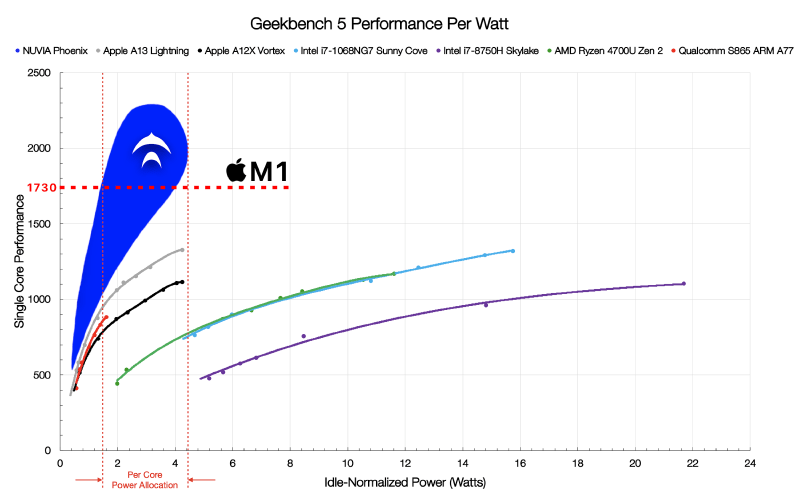 Geekbench 5 Performance Per Watt
NUVIA Phoenix Apple A13 Lightning Apple A12X Vortex Intel i7-1068NG7 Sunny Cove Intel i7-8750H Skylake AMD Ryzen 4700U Zen 2 Qualcomm S865 ARM A77
2500
2000
M1
1730
1500
Single Core Performance
1000
500
0
0 2 4 6 8 10 12 14 16 18 20 22 24
Per Core
Power Allocation
Idle-Normalized Power (Watts)